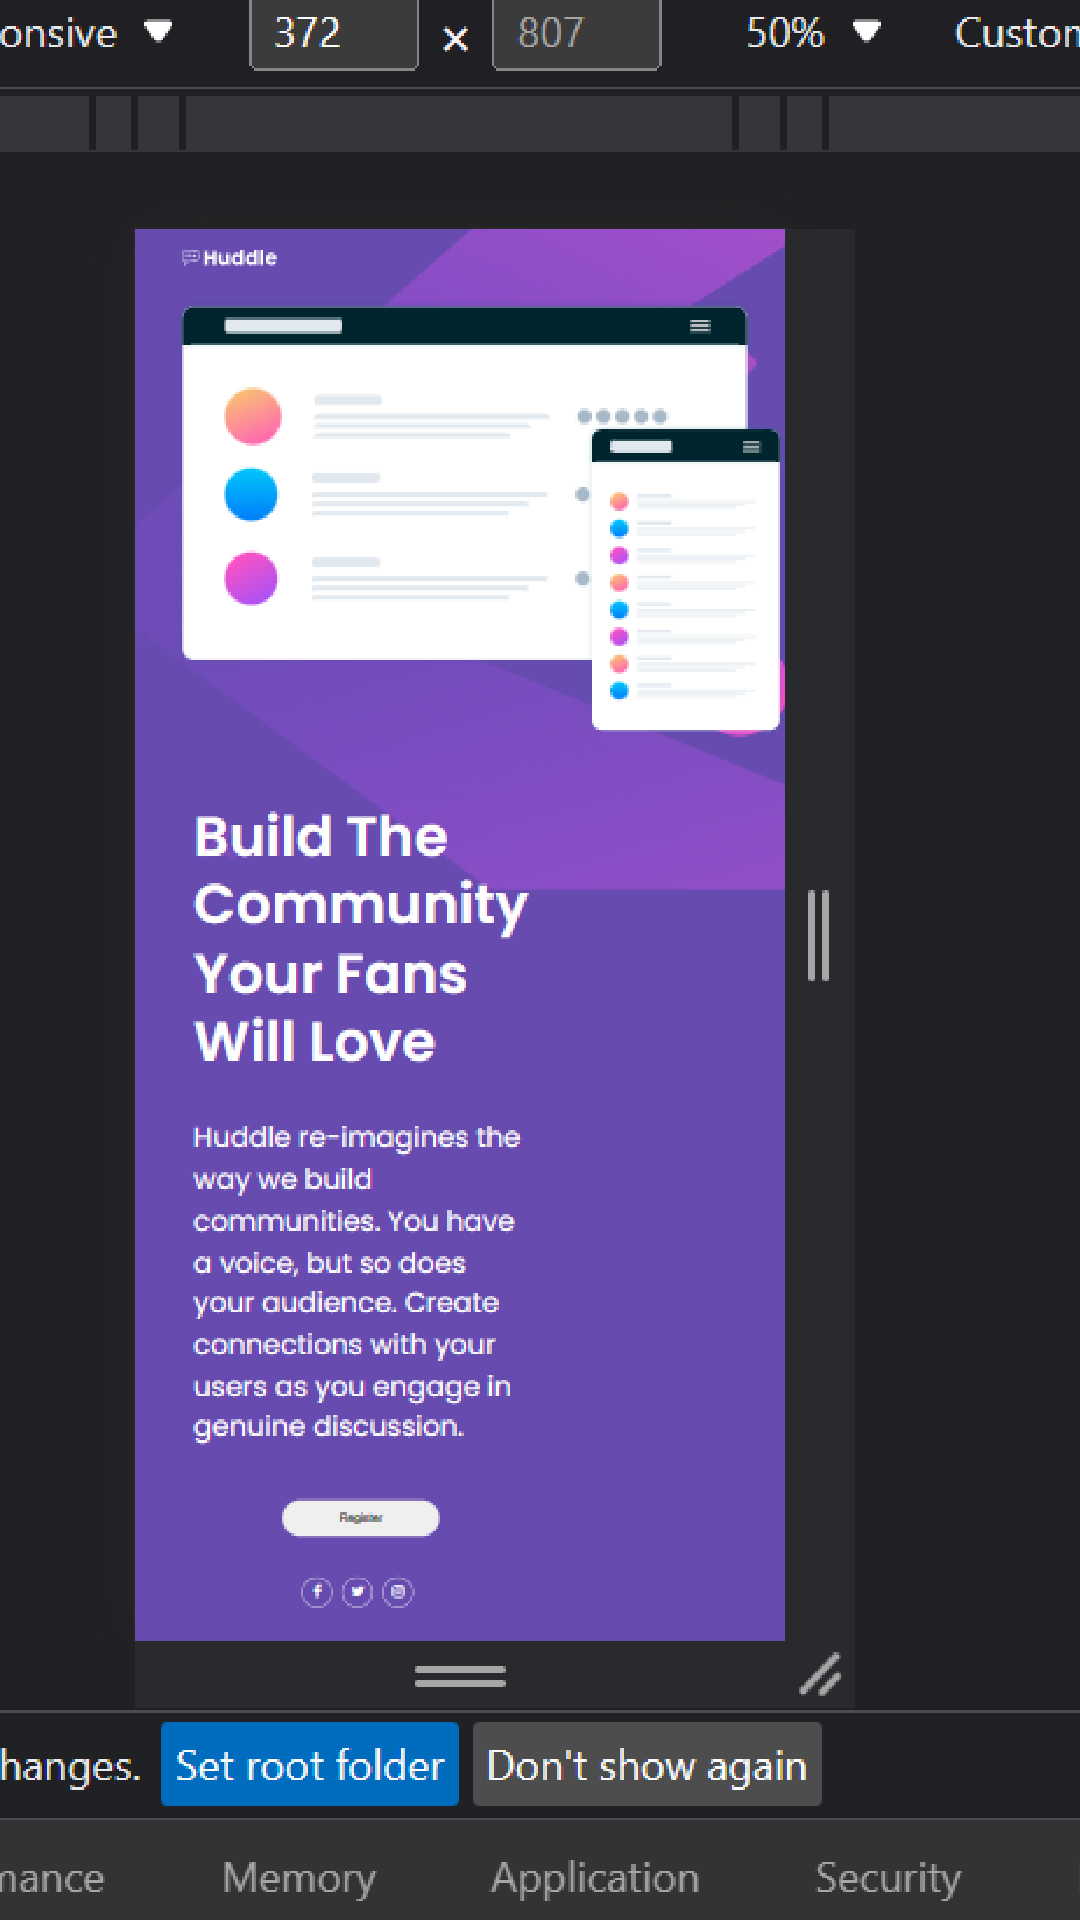 onsive 372 × 807 50% Custom
Huddle
Build The
Community
Your Fans
Will Love
Huddle re-imagines the
way we build
communities. You have
a voice, but so does
your audience. Create
connections with your
users as you engage in
genuine discussion.
Register
hanges. Set root folder Don't show again
mance Memory Application Security